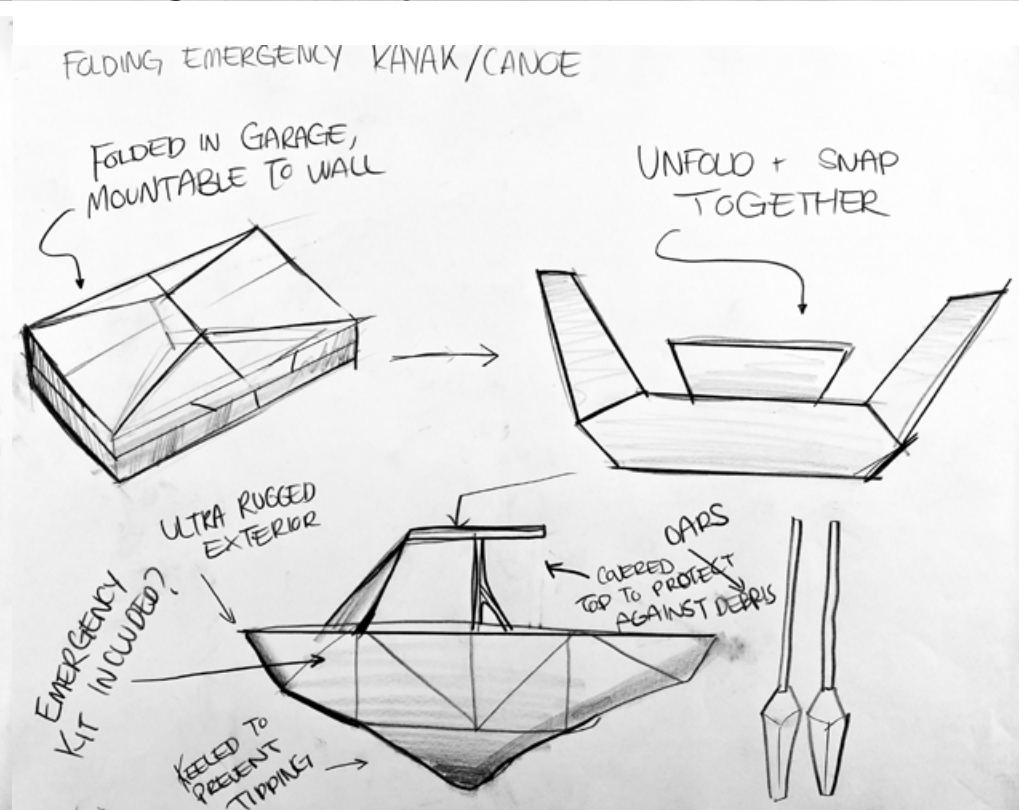 FOLDING EMERGENCY KAYAK/CANOE
FOLDED IN GARAGE,
MOUNTABLE TO WALL
UNFOLD + SNAP
TOGETHER
ULTRA RUGGED
EXTERIOR
OARS
COVERED
TOP TO PROTECT
AGAINST DEBRIS
EMERGENCY
KIT INCLUDED?
KEELED TO
PREVENT
TIPPING